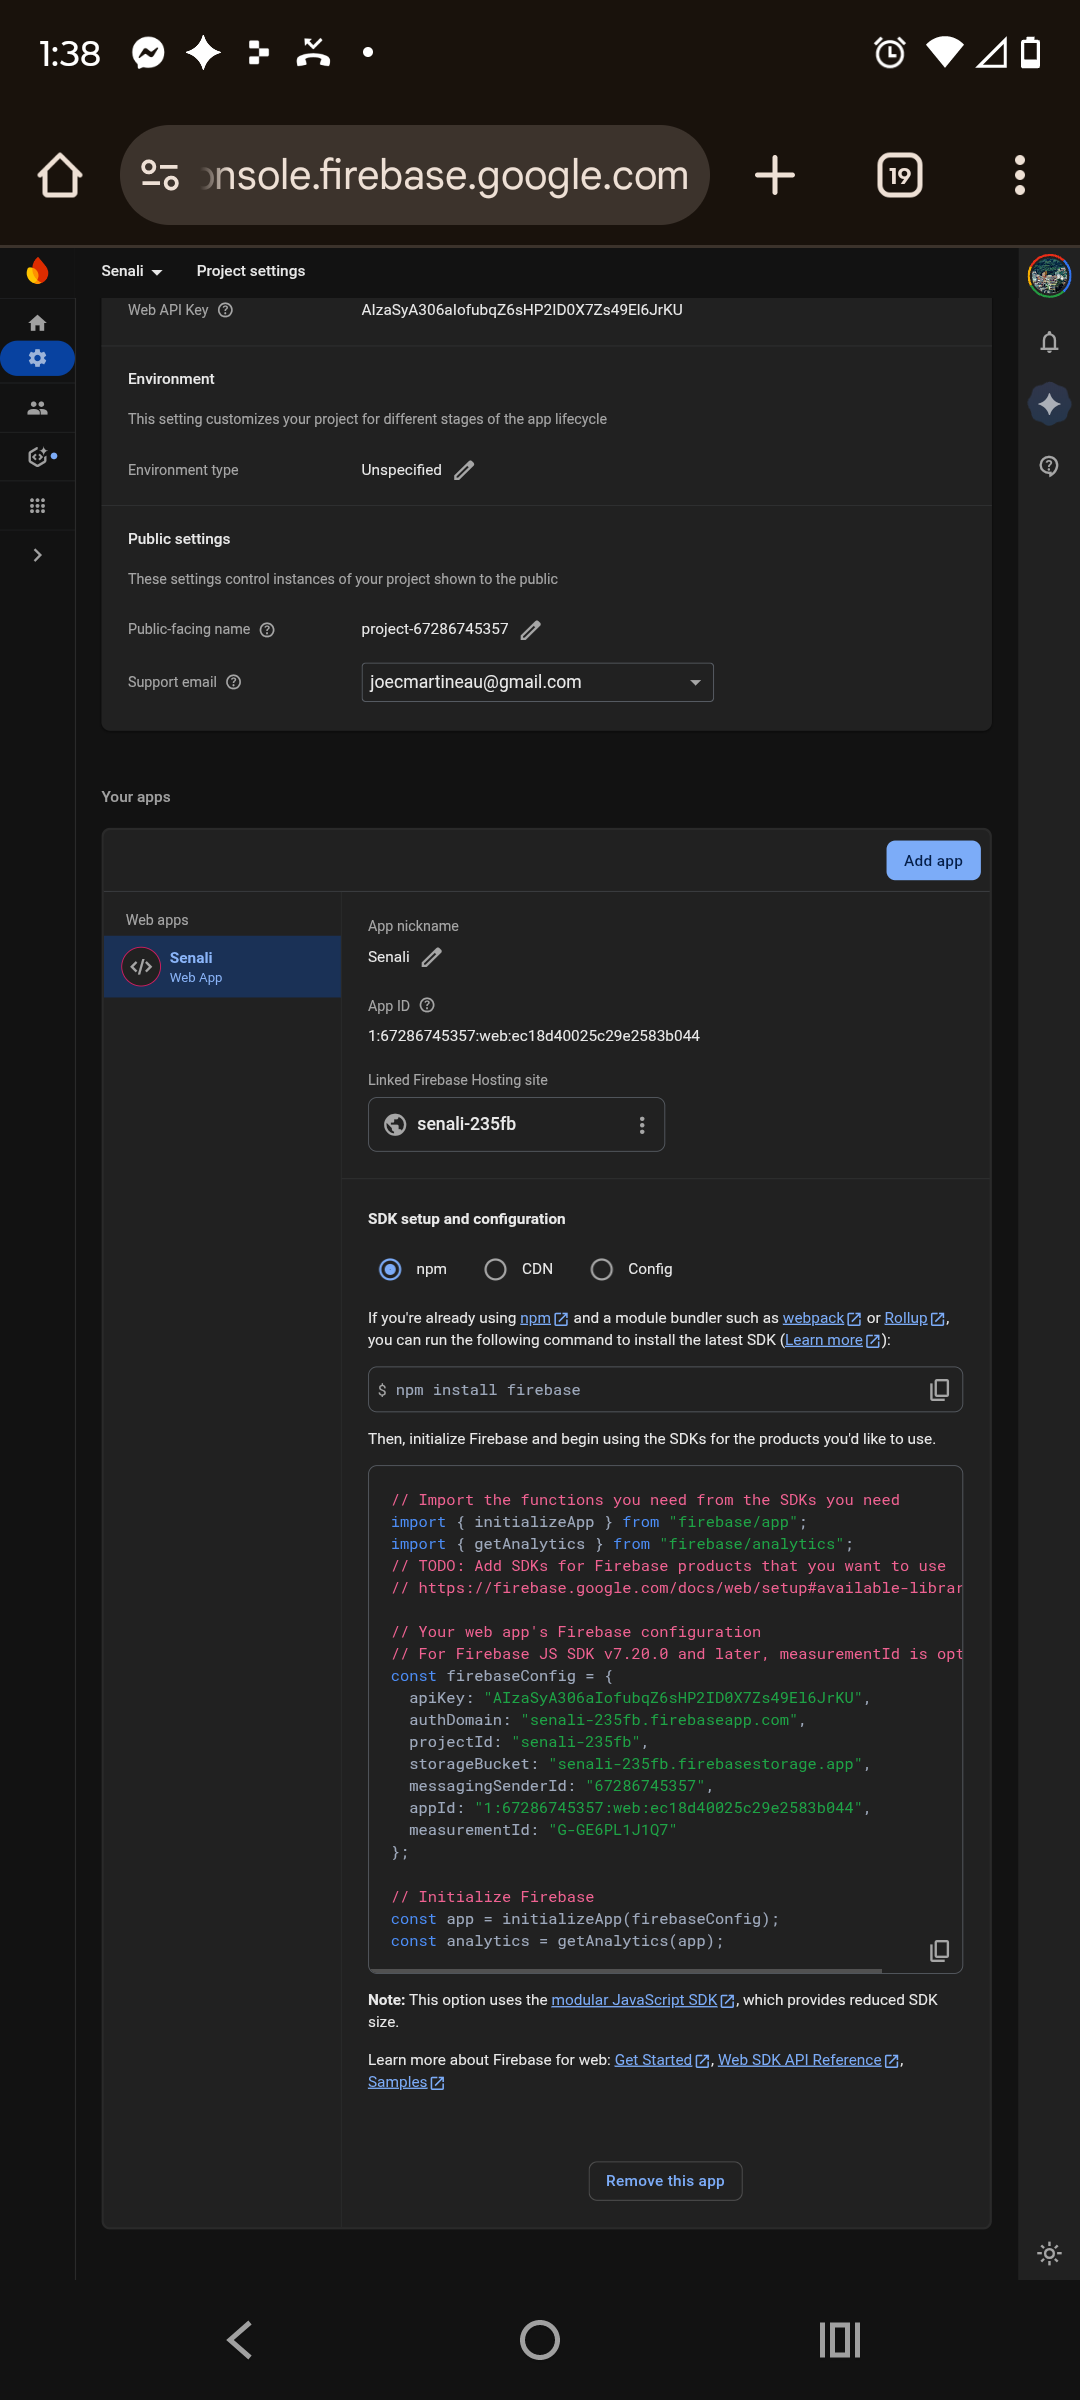 1:38
onsole.firebase.google.com
19
Senali
Project settings
Web API Key
AIzaSyA306aIofubqZ6sHP2ID0X7Zs49El6JrKU
Environment
This setting customizes your project for different stages of the app lifecycle
Environment type
Unspecified
Public settings
These settings control instances of your project shown to the public
Public-facing name
project-67286745357
Support email
joecmartineau@gmail.com
Your apps
Add app
Web apps
Senali
Web App
App nickname
Senali
App ID
1:67286745357:web:ec18d40025c29e2583b044
Linked Firebase Hosting site
senali-235fb
SDK setup and configuration
npm
CDN
Config
If you're already using npm and a module bundler such as webpack or Rollup,
you can run the following command to install the latest SDK (Learn more):
$ npm install firebase
Then, initialize Firebase and begin using the SDKs for the products you'd like to use.
// Import the functions you need from the SDKs you need
import { initializeApp } from "firebase/app";
import { getAnalytics } from "firebase/analytics";
// TODO: Add SDKs for Firebase products that you want to use
// https://firebase.google.com/docs/web/setup#available-librar
// Your web app's Firebase configuration
// For Firebase JS SDK v7.20.0 and later, measurementId is opt
const firebaseConfig = {
apiKey: "AIzaSyA306aIofubqZ6sHP2ID0X7Zs49El6JrKU",
authDomain: "senali-235fb.firebaseapp.com",
projectId: "senali-235fb",
storageBucket: "senali-235fb.firebasestorage.app",
messagingSenderId: "67286745357",
appId: "1:67286745357:web:ec18d40025c29e2583b044",
measurementId: "G-GE6PL1J1Q7"
};
// Initialize Firebase
const app = initializeApp(firebaseConfig);
const analytics = getAnalytics(app);
Note: This option uses the modular JavaScript SDK, which provides reduced SDK
size.
Learn more about Firebase for web: Get Started, Web SDK API Reference,
Samples
Remove this app